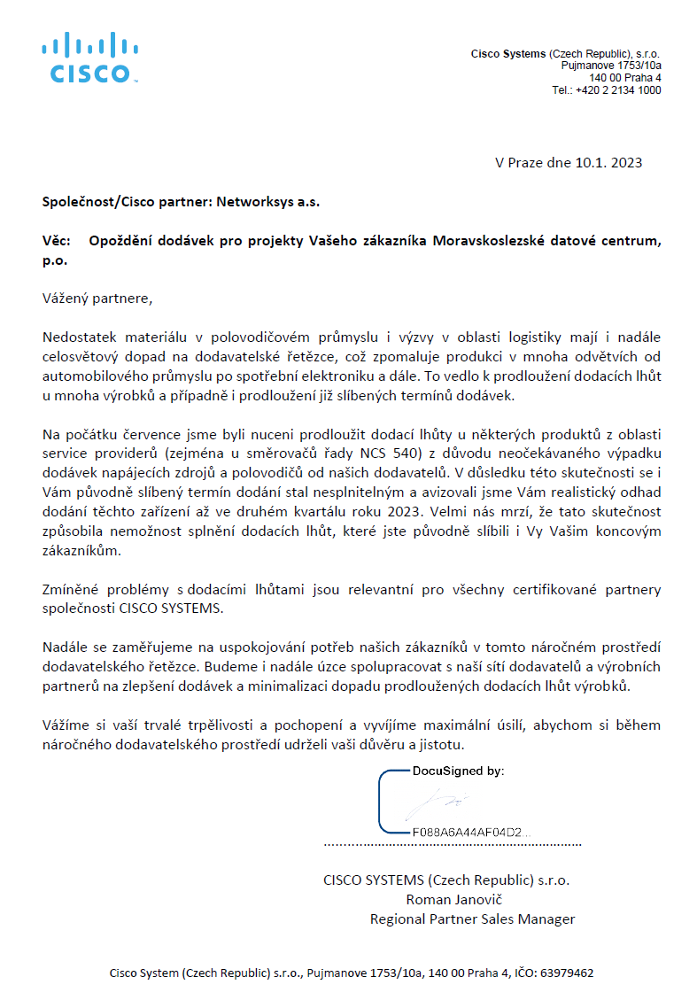 CISCO
TM
Cisco Systems (Czech Republic), s.r.o.
Pujmanove 1753/10a
140 00 Praha 4
Tel.: +420 2 2134 1000
V Praze dne 10.1. 2023
Společnost/Cisco partner: Networksys a.s.
Věc: Opoždění dodávek pro projekty Vašeho zákazníka Moravskoslezské datové centrum,
p.o.
Vážený partnere,
Nedostatek materiálu v polovodičovém průmyslu i výzvy v oblasti logistiky mají i nadále
celosvětový dopad na dodavatelské řetězce, což zpomaluje produkci v mnoha odvětvích od
automobilového průmyslu po spotřební elektroniku a dále. To vedlo k prodloužení dodacích lhůt
u mnoha výrobků a případně i prodloužení již slíbených termínů dodávek.
Na počátku července jsme byli nuceni prodloužit dodací lhůty u některých produktů z oblasti
service providerů (zejména u směrovačů řady NCS 540) z důvodu neočekávaného výpadku
dodávek napájecích zdrojů a polovodičů od našich dodavatelů. V důsledku této skutečnosti se i
Vám původně slíbený termín dodání stal nesplnitelným a avizovali jsme Vám realistický odhad
dodání těchto zařízení až ve druhém kvartálu roku 2023. Velmi nás mrzí, že tato skutečnost
způsobila nemožnost splnění dodacích lhůt, které jste původně slíbili i Vy Vašim koncovým
zákazníkům.
Zmíněné problémy s dodacími lhůtami jsou relevantní pro všechny certifikované partnery
společnosti CISCO SYSTEMS.
Nadále se zaměřujeme na uspokojování potřeb našich zákazníků v tomto náročném prostředí
dodavatelského řetězce. Budeme i nadále úzce spolupracovat s naší sítí dodavatelů a výrobních
partnerů na zlepšení dodávek a minimalizaci dopadu prodloužených dodacích lhůt výrobků.
Vážíme si vaší trvalé trpělivosti a pochopení a vyvíjíme maximální úsilí, abychom si během
náročného dodavatelského prostředí udrželi vaši důvěru a jistotu.
DocuSigned by:
F088A6A44AF04D2...
CISCO SYSTEMS (Czech Republic) s.r.o.
Roman Janovič
Regional Partner Sales Manager
Cisco System (Czech Republic) s.r.o., Pujmanove 1753/10a, 140 00 Praha 4, IČO: 63979462